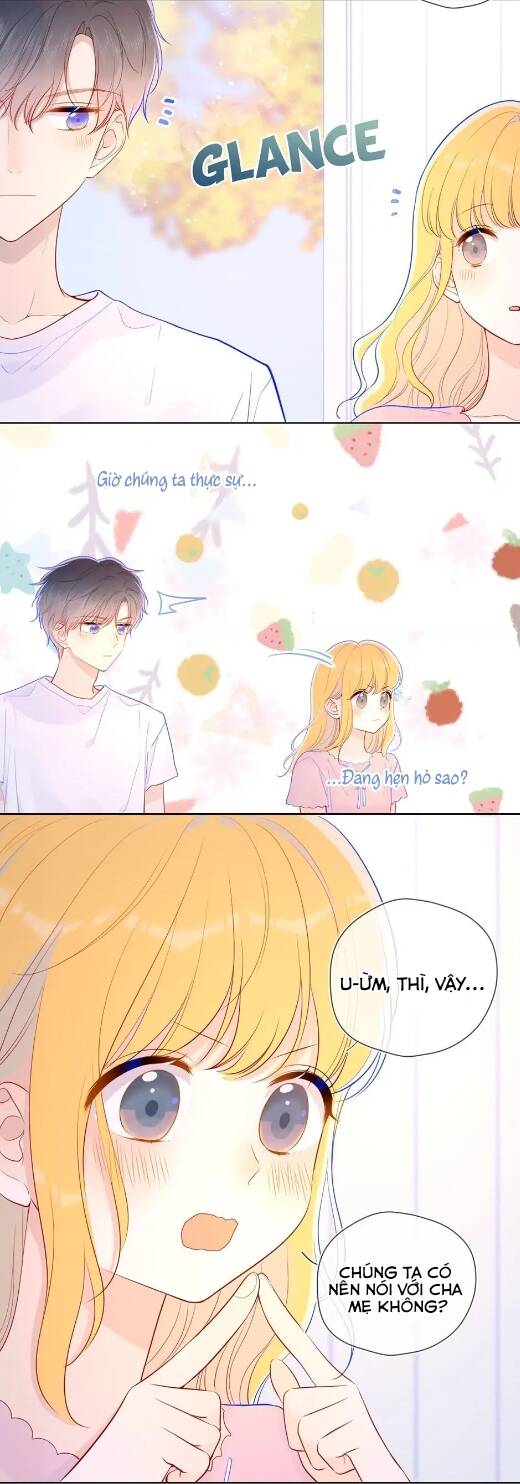 GLANCE
Giờ chúng ta thực sự...
...Đang hẹn hò sao?
U-ỪM, THÌ, VẬY...
CHÚNG TA CÓ
NÊN NÓI VỚI CHA
MẸ KHÔNG?